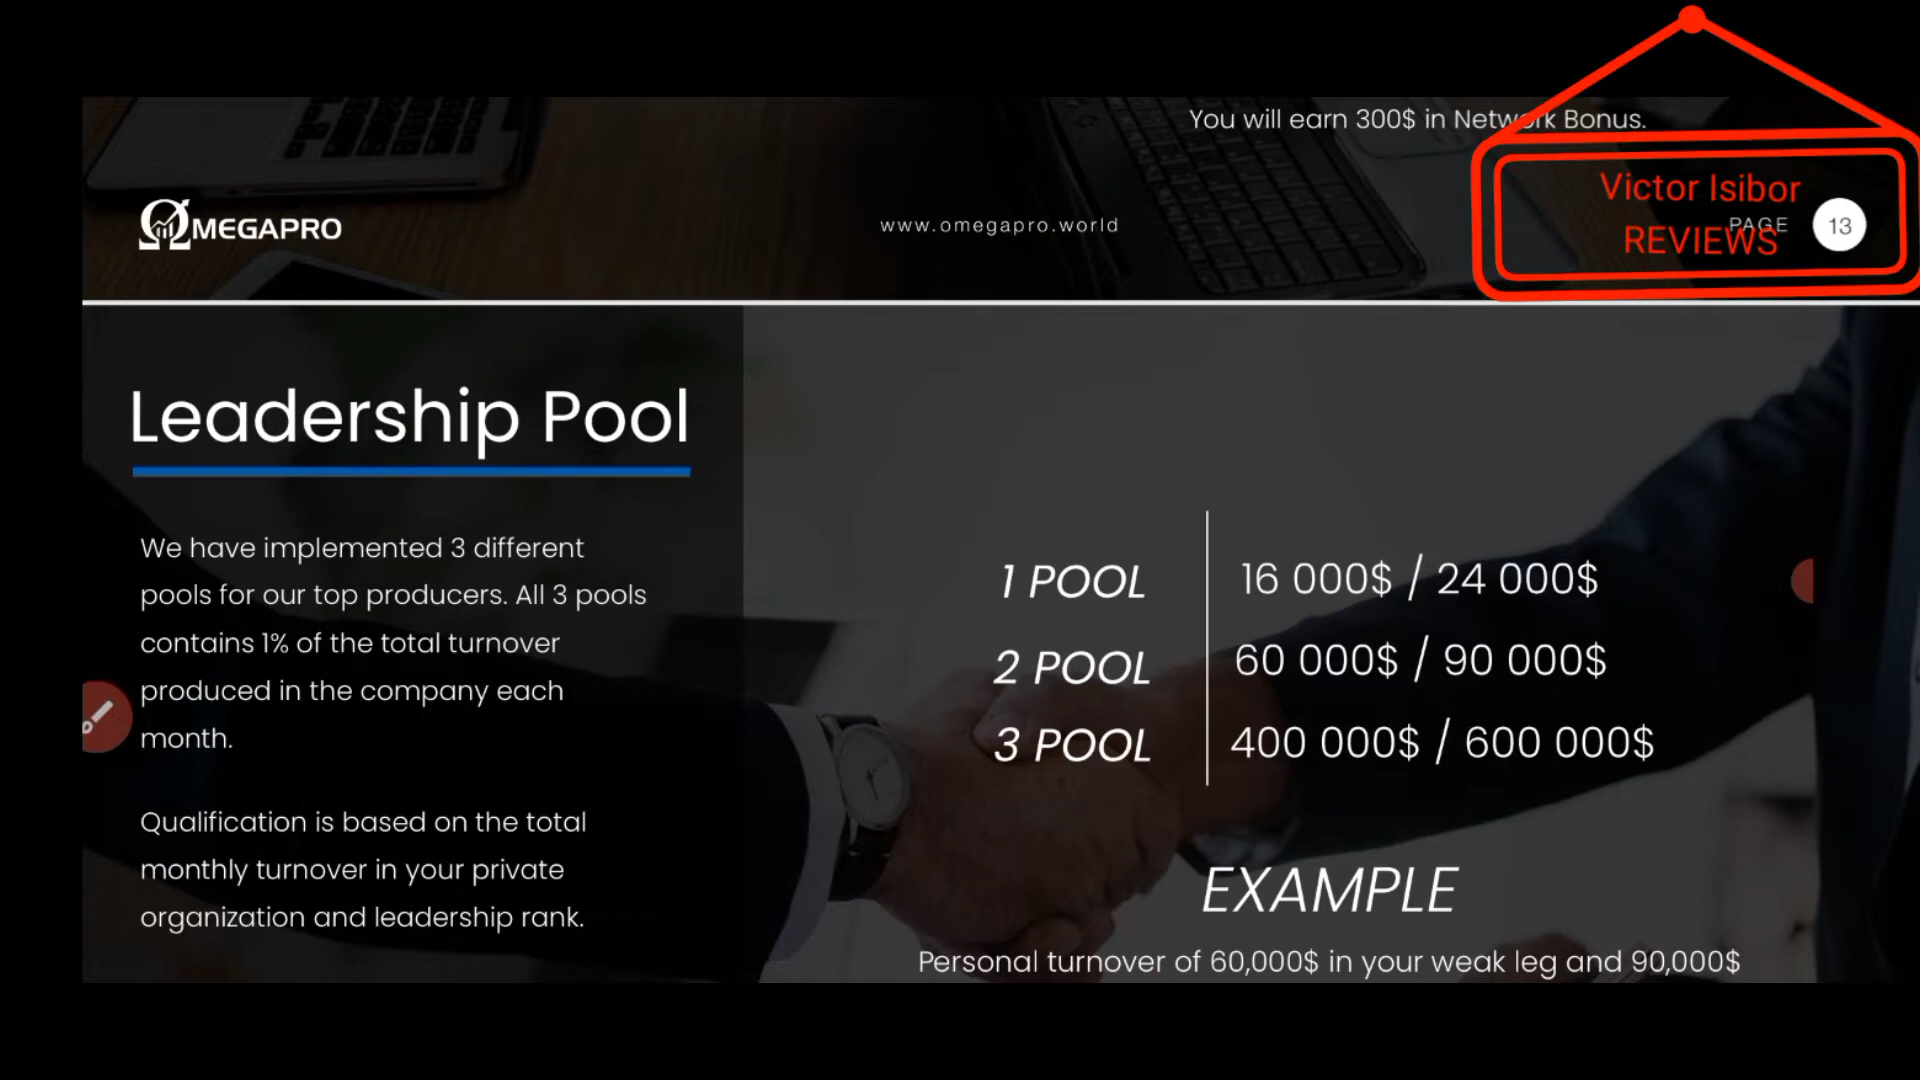 You will earn 300$ in Network Bonus.
Victor Isibor
REVIEWS
ΩMEGAPRO
www.omegapro.world
PAGE 13
Leadership Pool
We have implemented 3 different
pools for our top producers. All 3 pools
contains 1% of the total turnover
produced in the company each
month.
Qualification is based on the total
monthly turnover in your private
organization and leadership rank.
1 POOL 16 000$ / 24 000$
2 POOL 60 000$ / 90 000$
3 POOL 400 000$ / 600 000$
EXAMPLE
Personal turnover of 60,000$ in your weak leg and 90,000$